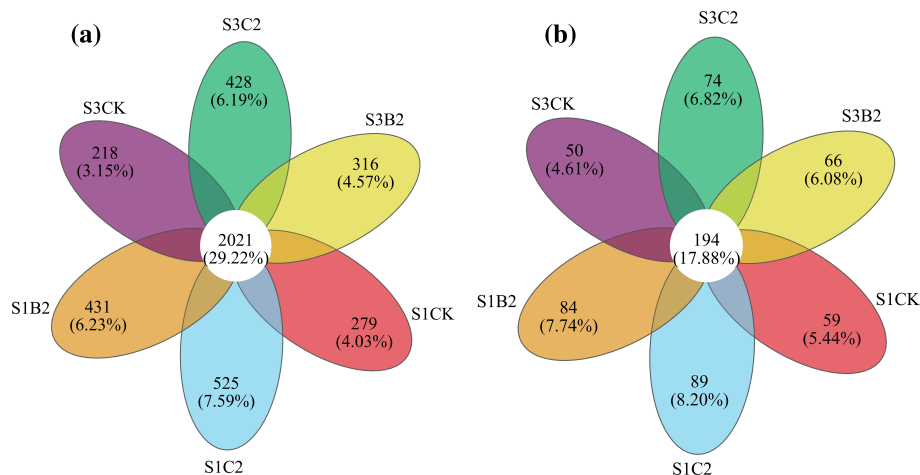 (a)
S3C2
428
(6.19%)
S3CK
218
(3.15%)
S3B2
316
(4.57%)
2021
(29.22%)
S1B2
431
(6.23%)
S1CK
279
(4.03%)
525
(7.59%)
S1C2
(b)
S3C2
74
(6.82%)
S3CK
50
(4.61%)
S3B2
66
(6.08%)
194
(17.88%)
S1B2
84
(7.74%)
S1CK
59
(5.44%)
89
(8.20%)
S1C2